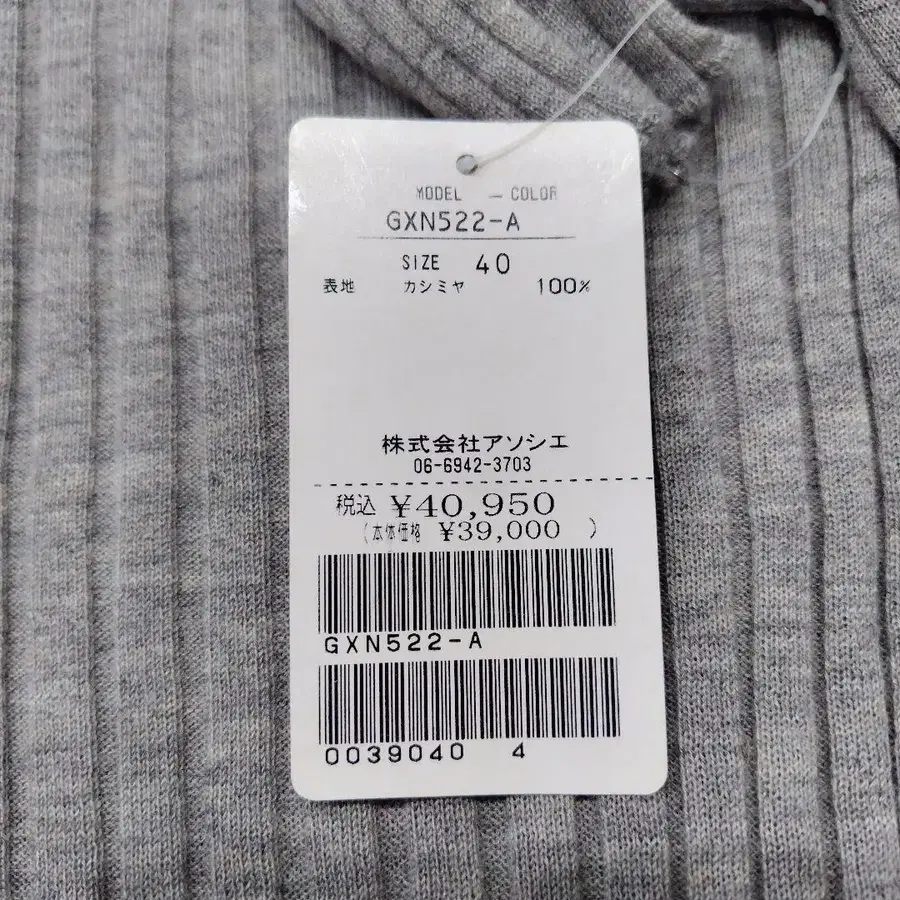 MODEL — COLOR
GXN522-A
SIZE 40
表地 カシミヤ 100%
株式会社アソシエ
06-6942-3703
税込 ¥40,950
(本体価格 ¥39,000 )
GXN522-A
0039040 4